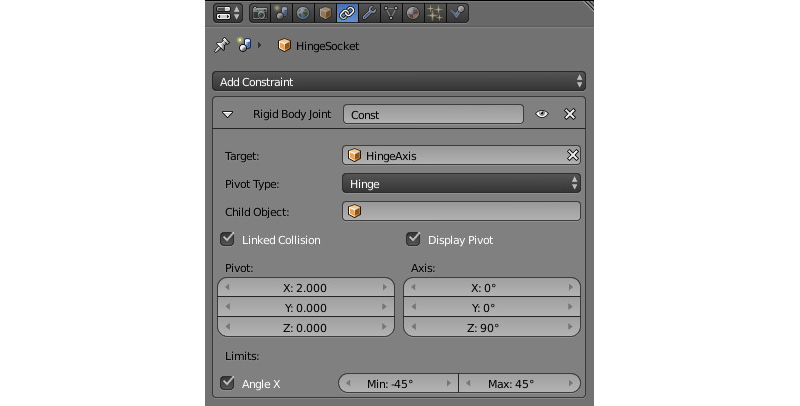 HingeSocket
Add Constraint
Rigid Body Joint Const
Target: HingeAxis
Pivot Type: Hinge
Child Object:
Linked Collision Display Pivot
Pivot: Axis:
X: 2.000 X: 0°
Y: 0.000 Y: 0°
Z: 0.000 Z: 90°
Limits:
Angle X Min: -45° Max: 45°